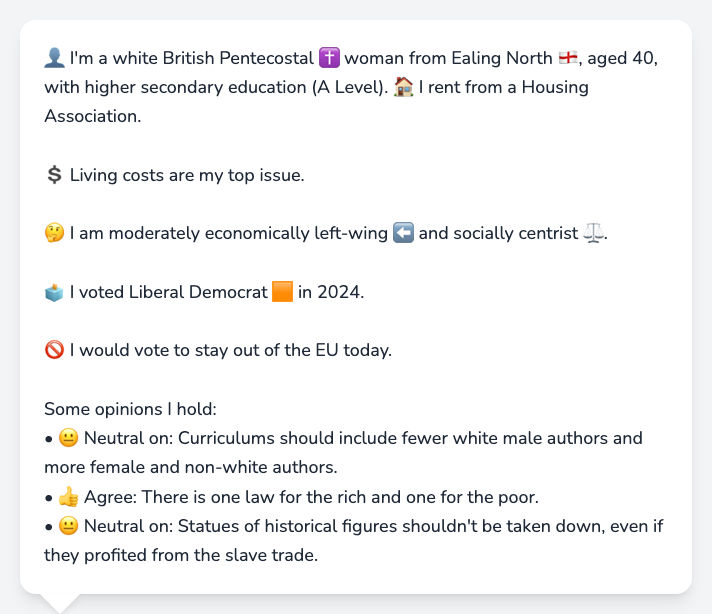 👤 I'm a white British Pentecostal ✝️ woman from Ealing North 🏴󠁧󠁢󠁥󠁮󠁧󠁿, aged 40,
with higher secondary education (A Level). 🏠 I rent from a Housing
Association.
💲 Living costs are my top issue.
🤔 I am moderately economically left-wing ⬅️ and socially centrist ⚖️.
🗳️ I voted Liberal Democrat 🟧 in 2024.
🚫 I would vote to stay out of the EU today.
Some opinions I hold:
• 😐 Neutral on: Curriculums should include fewer white male authors and
more female and non-white authors.
• 👍 Agree: There is one law for the rich and one for the poor.
• 😐 Neutral on: Statues of historical figures shouldn't be taken down, even if
they profited from the slave trade.